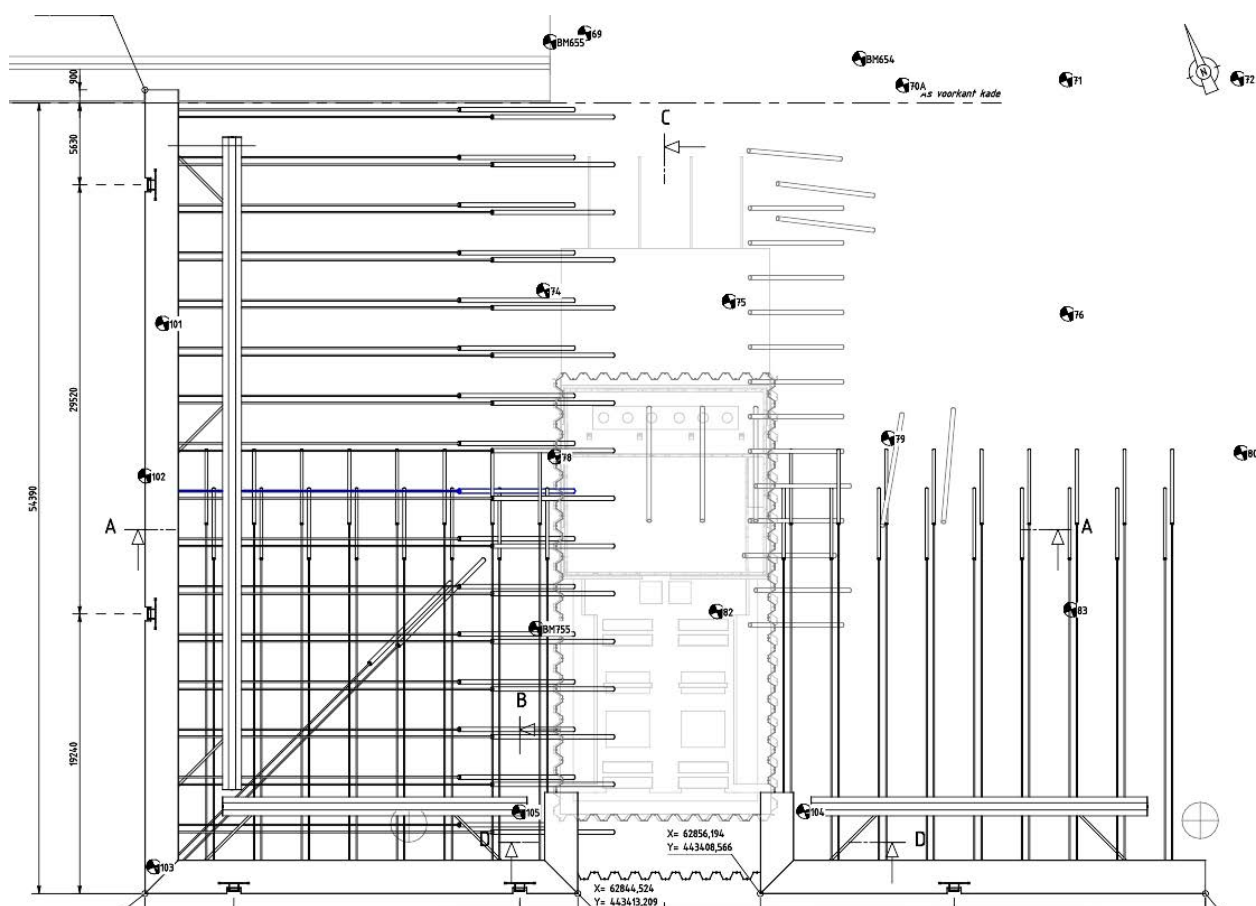 BM655
69
BM654
70A
71
72
N
As voorkant kade
900
5630
C
74
75
76
101
29520
79
78
80
102
54390
A
A
82
83
BM755
B
19240
105
104
X= 62856,194
Y= 443408,566
D
D
103
X= 62844,524
Y= 443413,209